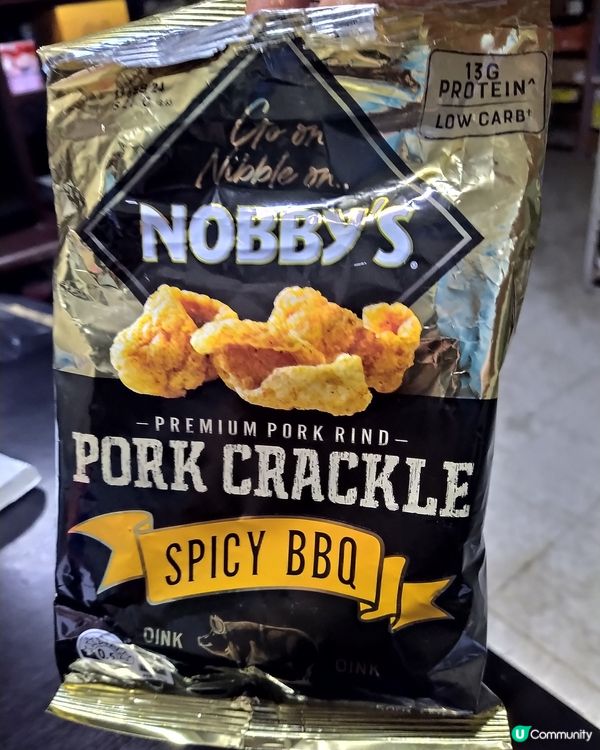 13G
PROTEIN^
LOW CARB†
Go on
Nibble on..
NOBBY'S®
–PREMIUM PORK RIND–
PORK CRACKLE
SPICY BBQ
OINK
OINK
U Community